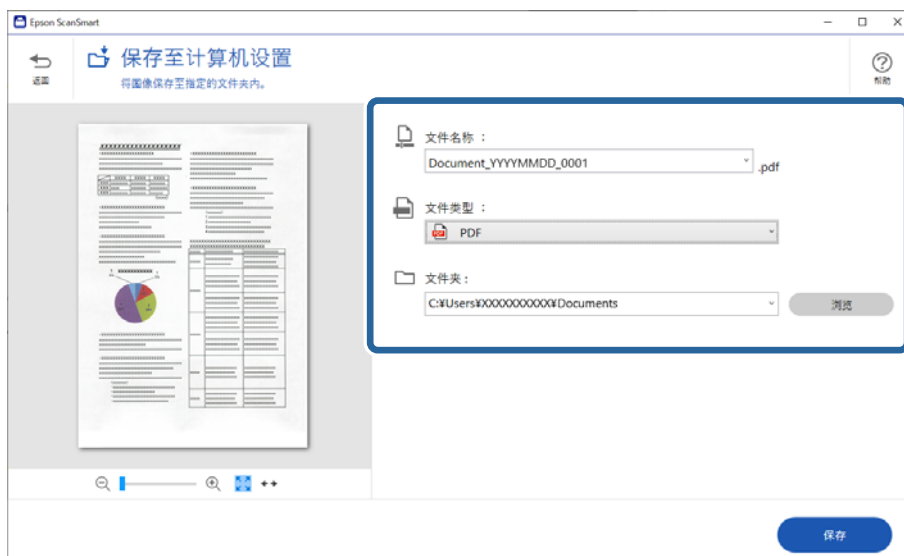 Epson ScanSmart
返回
保存至计算机设置
将图像保存至指定的文件夹内。
帮助
文件名称 ：
Document_YYYYMMDD_0001
.pdf
文件类型 ：
PDF
文件夹：
C:¥Users¥XXXXXXXXXX¥Documents
浏览
保存